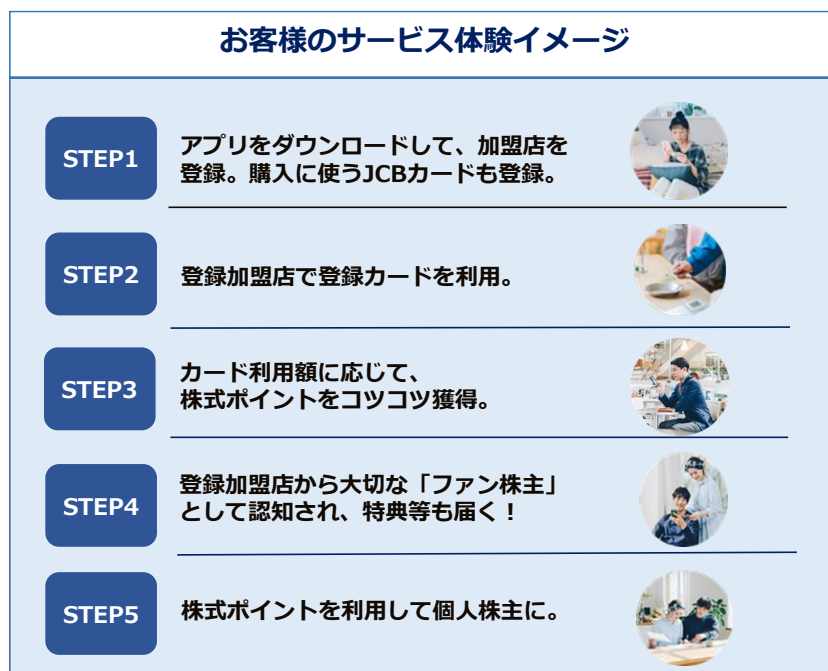 お客様のサービス体験イメージ
STEP1
アプリをダウンロードして、加盟店を
登録。購入に使うJCBカードも登録。
STEP2
登録加盟店で登録カードを利用。
STEP3
カード利用額に応じて、
株式ポイントをコツコツ獲得。
STEP4
登録加盟店から大切な「ファン株主」
として認知され、特典等も届く！
STEP5
株式ポイントを利用して個人株主に。